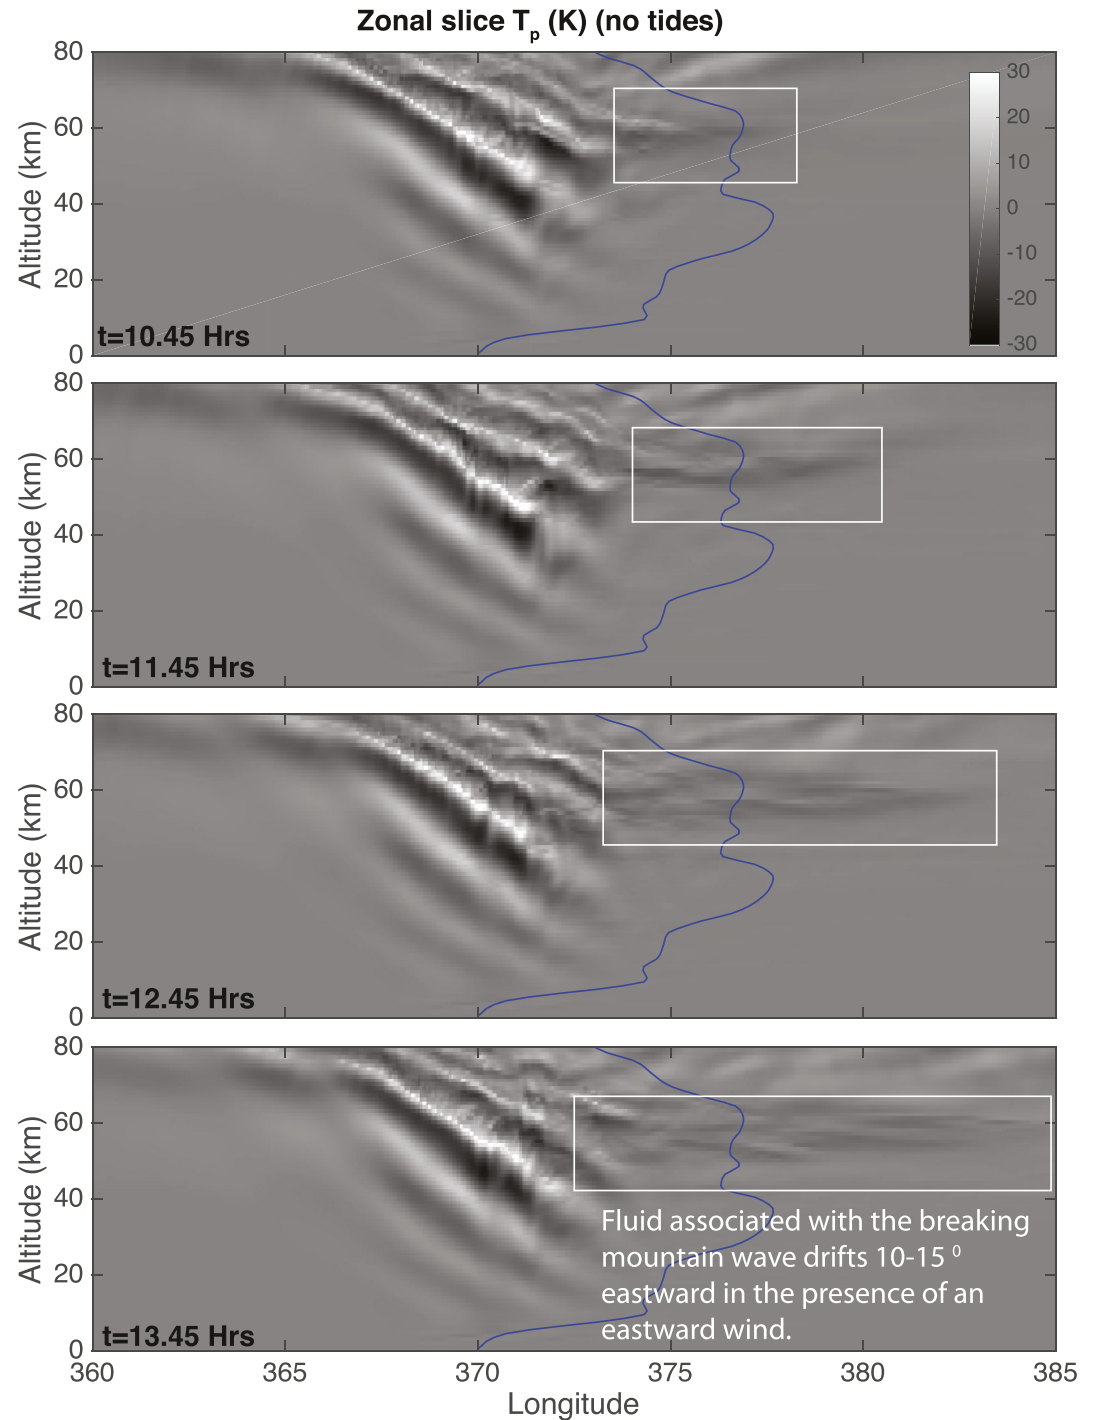 Zonal slice Tp (K) (no tides)
80
60
40
20
0
Altitude (km)
t=10.45 Hrs
30
20
10
0
-10
-20
-30
80
60
40
20
0
Altitude (km)
t=11.45 Hrs
80
60
40
20
0
Altitude (km)
t=12.45 Hrs
80
60
40
20
0
Altitude (km)
t=13.45 Hrs
Fluid associated with the breaking
mountain wave drifts 10-15 ⁰
eastward in the presence of an
eastward wind.
360 365 370 375 380 385
Longitude